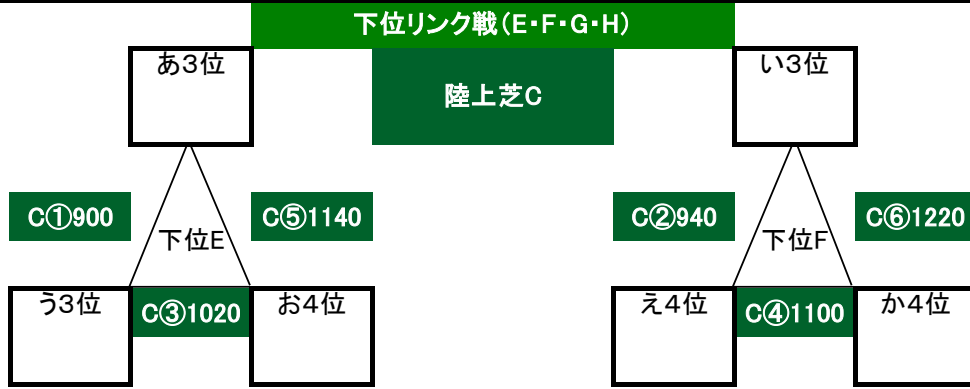 下位リンク戦(E・F・G・H)
あ3位
い3位
陸上芝C
C①900
C⑤1140
C②940
C⑥1220
下位E
下位F
う3位
C③1020
お4位
え4位
C④1100
か4位